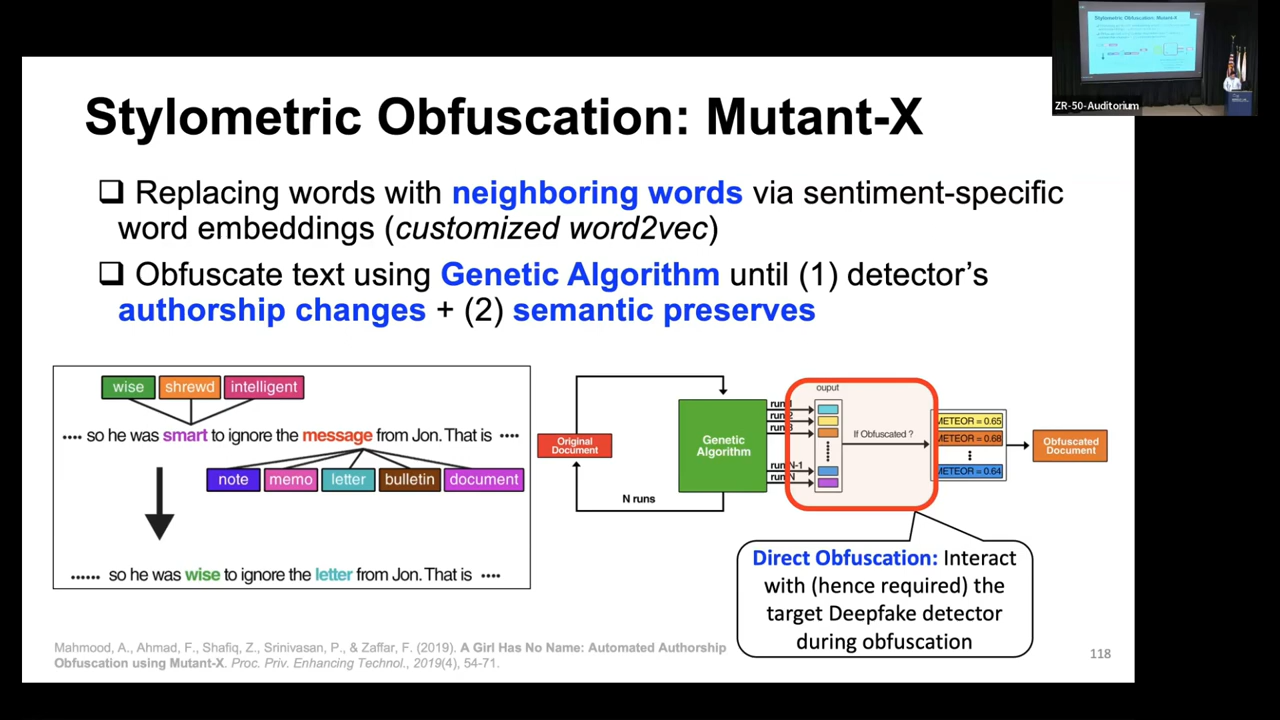 Stylometric Obfuscation: Mutant-X
ZR-50-Auditorium
Stylometric Obfuscation: Mutant-X
❑ Replacing words with neighboring words via sentiment-specific
word embeddings (customized word2vec)
❑ Obfuscate text using Genetic Algorithm until (1) detector's
authorship changes + (2) semantic preserves
wise shrewd intelligent
•••• so he was smart to ignore the message from Jon. That is ••••
note memo letter bulletin document
...... so he was wise to ignore the letter from Jon. That is ••••
Original
Document
N runs
Genetic
Algorithm
run 1
run 2
run 3
run N-1
run N
ouput
If Obfuscated ?
METEOR = 0.65
METEOR = 0.68
METEOR = 0.64
Obfuscated
Document
Direct Obfuscation: Interact
with (hence required) the
target Deepfake detector
during obfuscation
Mahmood, A., Ahmad, F., Shafiq, Z., Srinivasan, P., & Zaffar, F. (2019). A Girl Has No Name: Automated Authorship
Obfuscation using Mutant-X. Proc. Priv. Enhancing Technol., 2019(4), 54-71.
118